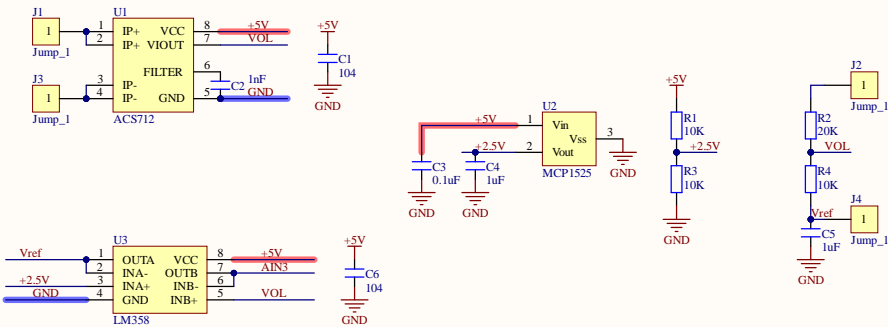 J1
1
Jump_1
J3
1
Jump_1
U1
1 IP+ VCC 8 +5V
2 IP+ VIOUT 7 VOL
FILTER 6
3 IP-
4 IP- GND 5 GND
ACS712
C2 1nF
+5V
C1
104
GND
U2
+5V 1 Vin
Vss 3
+2.5V 2 Vout
MCP1525
GND
C3
0.1uF
GND
C4
1uF
GND
+5V
R1
10K
+2.5V
R3
10K
GND
J2
1
Jump_1
R2
20K
VOL
R4
10K
J4
Vref 1
Jump_1
C5
1uF
GND
U3
Vref 1 OUTA VCC 8 +5V
2 INA- OUTB 7 AIN3
+2.5V 3 INA+ INB- 6
GND 4 GND INB+ 5 VOL
LM358
+5V
C6
104
GND